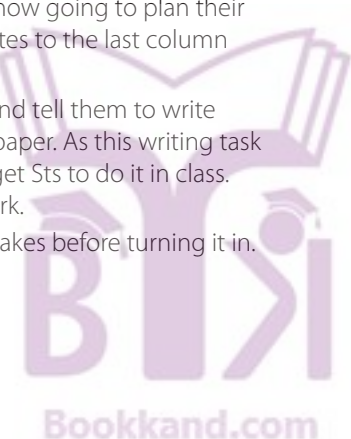 now going to plan their
tes to the last column
nd tell them to write
paper. As this writing task
get Sts to do it in class.
rk.
akes before turning it in.
Bookkand.com